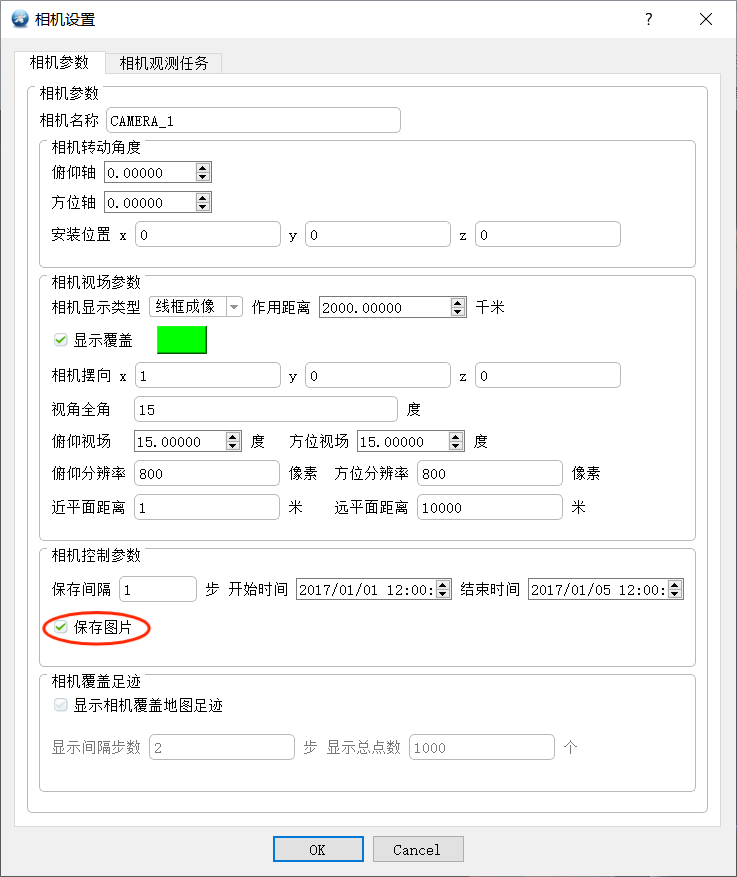 相机设置 ?
相机参数 相机观测任务
相机参数
相机名称 CAMERA_1
相机转动角度
俯仰轴 0.00000
方位轴 0.00000
安装位置 x 0 y 0 z 0
相机视场参数
相机显示类型 线框成像 作用距离 2000.00000 千米
显示覆盖
相机摆向 x 1 y 0 z 0
视角全角 15 度
俯仰视场 15.00000 度 方位视场 15.00000 度
俯仰分辨率 800 像素 方位分辨率 800 像素
近平面距离 1 米 远平面距离 10000 米
相机控制参数
保存间隔 1 步 开始时间 2017/01/01 12:00: 结束时间 2017/01/05 12:00:
保存图片
相机覆盖足迹
显示相机覆盖地图足迹
显示间隔步数 2 步 显示总点数 1000 个
OK Cancel